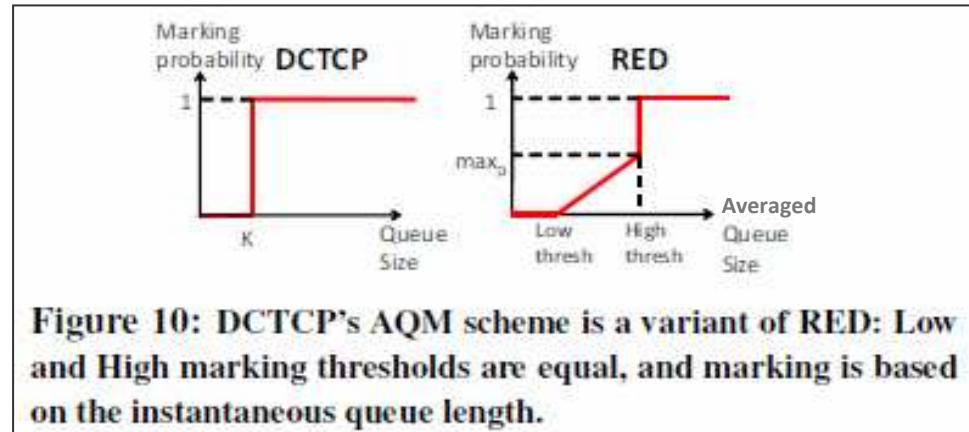 Marking
probability DCTCP
1
K
Queue
Size
Marking
probability RED
1
max_p
Low
thresh
High
thresh
Averaged
Queue
Size
Figure 10: DCTCP's AQM scheme is a variant of RED: Low
and High marking thresholds are equal, and marking is based
on the instantaneous queue length.